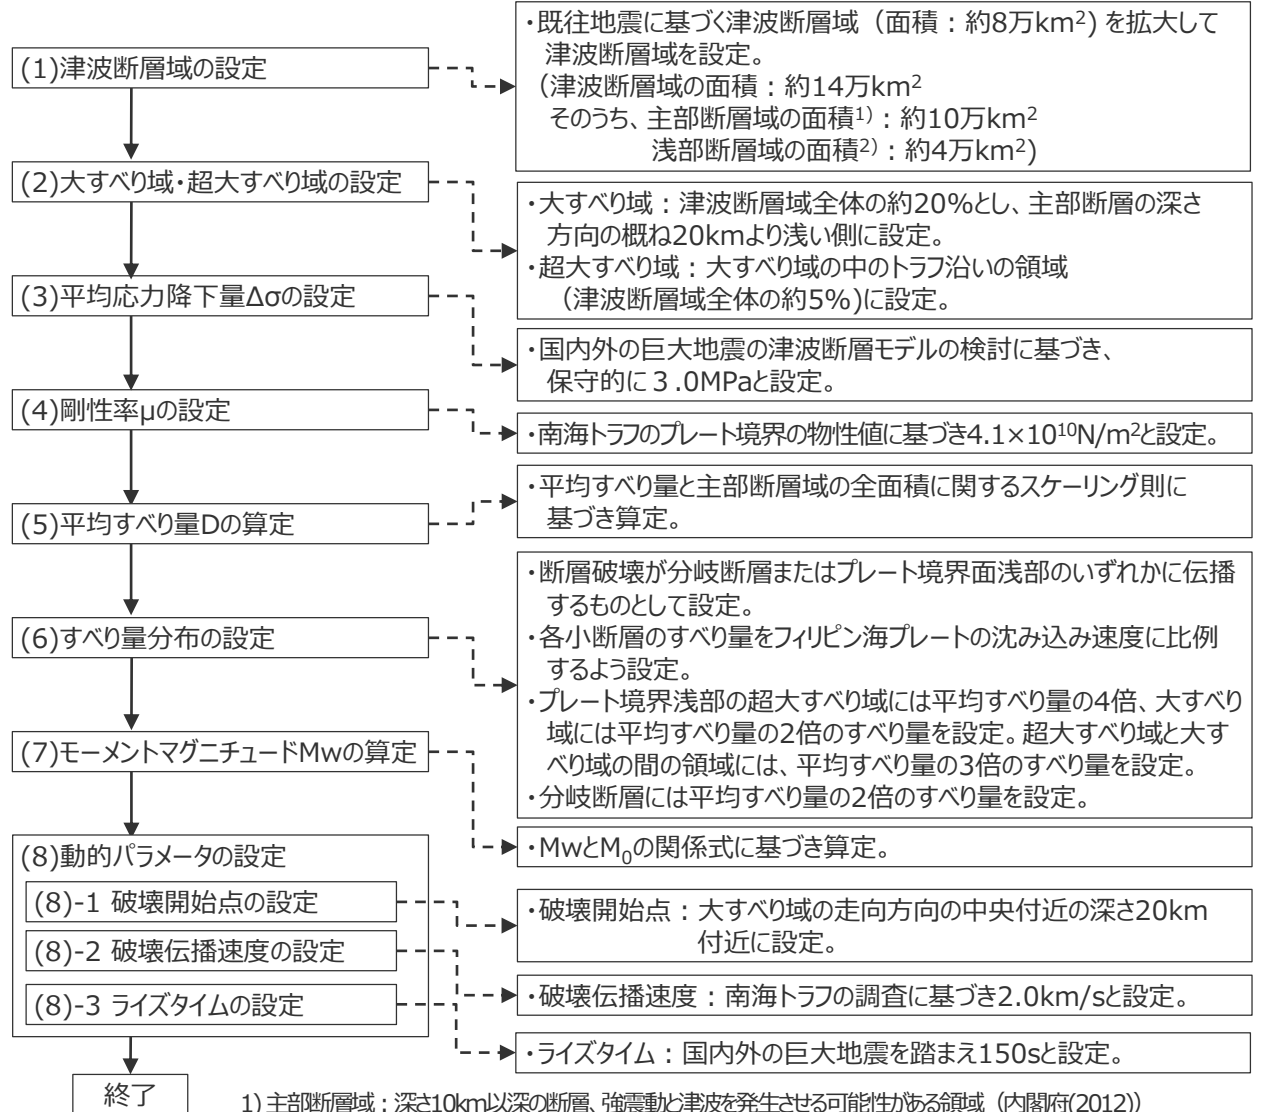 (1)津波断層域の設定
・既往地震に基づく津波断層域（面積：約8万km2) を拡大して
津波断層域を設定。
（津波断層域の面積：約14万km2
そのうち、主部断層域の面積1)：約10万km2
浅部断層域の面積2)：約4万km2)
(2)大すべり域・超大すべり域の設定
・大すべり域：津波断層域全体の約20%とし、主部断層の深さ
方向の概ね20kmより浅い側に設定。
・超大すべり域：大すべり域の中のトラフ沿いの領域
（津波断層域全体の約5%)に設定。
(3)平均応力降下量Δσの設定
・国内外の巨大地震の津波断層モデルの検討に基づき、
保守的に３.0MPaと設定。
(4)剛性率μの設定
・南海トラフのプレート境界の物性値に基づき4.1×1010N/m2と設定。
(5)平均すべり量Dの算定
・平均すべり量と主部断層域の全面積に関するスケーリング則に
基づき算定。
(6)すべり量分布の設定
・断層破壊が分岐断層またはプレート境界面浅部のいずれかに伝播
するものとして設定。
・各小断層のすべり量をフィリピン海プレートの沈み込み速度に比例
するよう設定。
・プレート境界浅部の超大すべり域には平均すべり量の4倍、大すべり
域には平均すべり量の2倍のすべり量を設定。超大すべり域と大す
べり域の間の領域には、平均すべり量の3倍のすべり量を設定。
・分岐断層には平均すべり量の2倍のすべり量を設定。
(7)モーメントマグニチュードMwの算定
・MwとM0の関係式に基づき算定。
(8)動的パラメータの設定
(8)-1 破壊開始点の設定
・破壊開始点：大すべり域の走向方向の中央付近の深さ20km
付近に設定。
(8)-2 破壊伝播速度の設定
・破壊伝播速度：南海トラフの調査に基づき2.0km/sと設定。
(8)-3 ライズタイムの設定
・ライズタイム：国内外の巨大地震を踏まえ150sと設定。
終了
1) 主部断層域：深さ10km以深の断層、強震動と津波を発生させる可能性がある領域（内閣府(2012)）